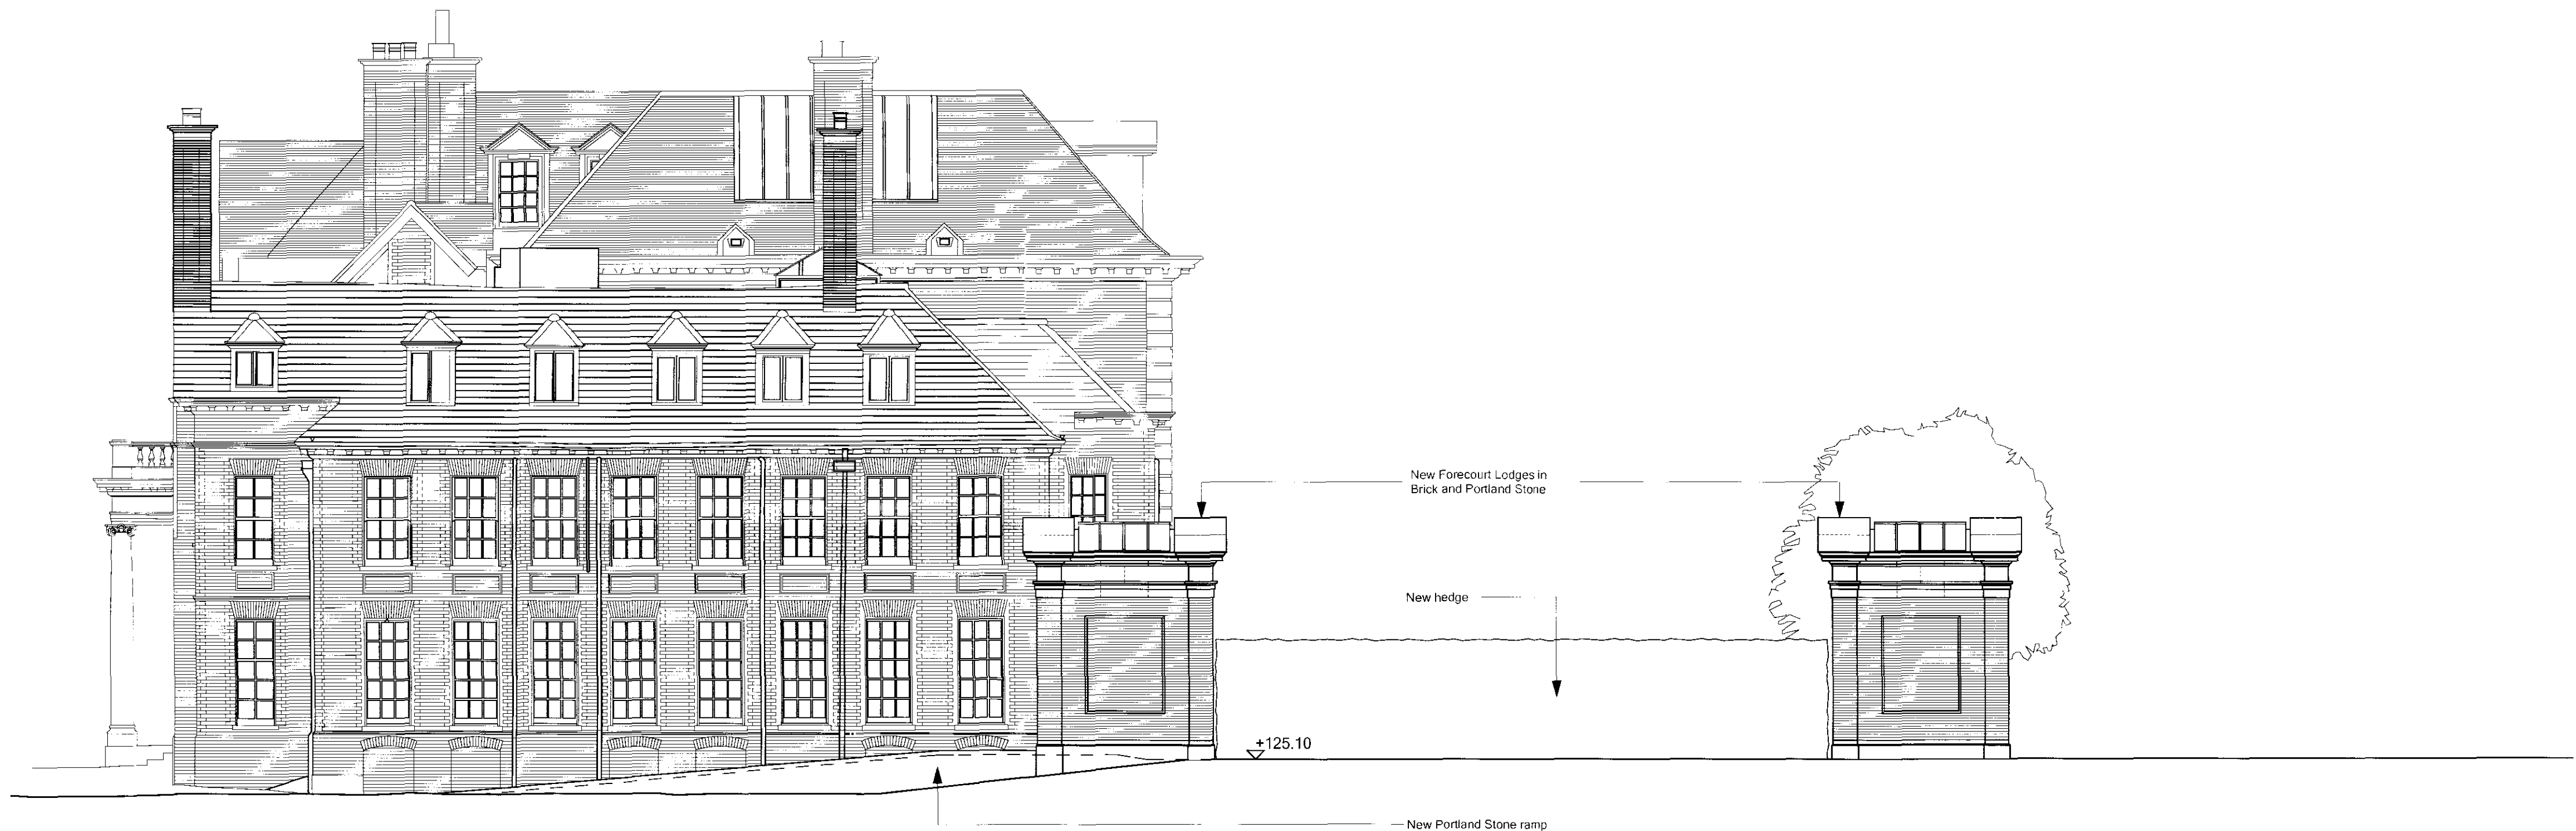 New Forecourt Lodges in
Brick and Portland Stone
New hedge
+125.10
New Portland Stone ramp